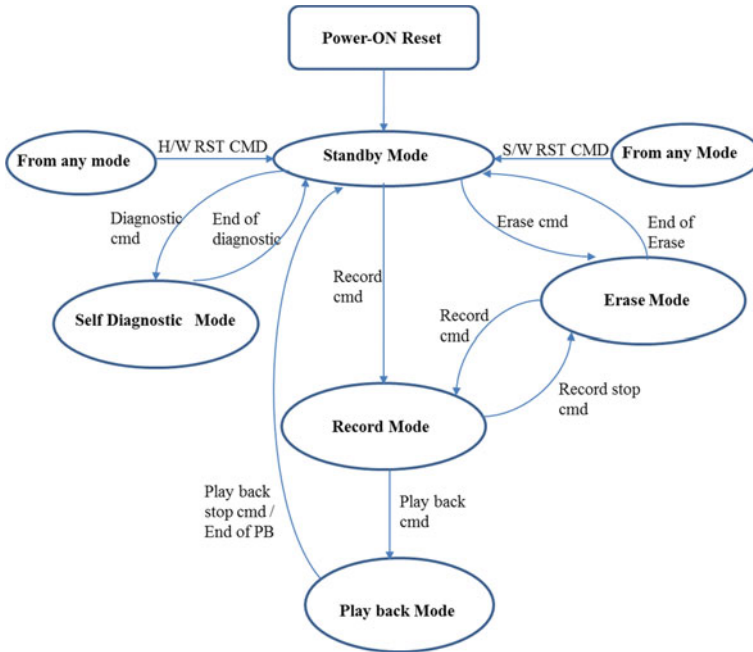 Power-ON Reset
From any mode
H/W RST CMD
Standby Mode
S/W RST CMD
From any Mode
Diagnostic
cmd
End of
diagnostic
Erase cmd
End of
Erase
Self Diagnostic Mode
Record
cmd
Record
cmd
Erase Mode
Record stop
cmd
Record Mode
Play back
stop cmd /
End of PB
Play back
cmd
Play back Mode